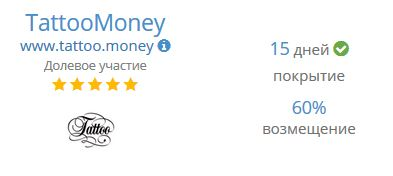 TattooMoney
www.tattoo.money
Долевое участие
Tattoo
15 дней
покрытие
60%
возмещение